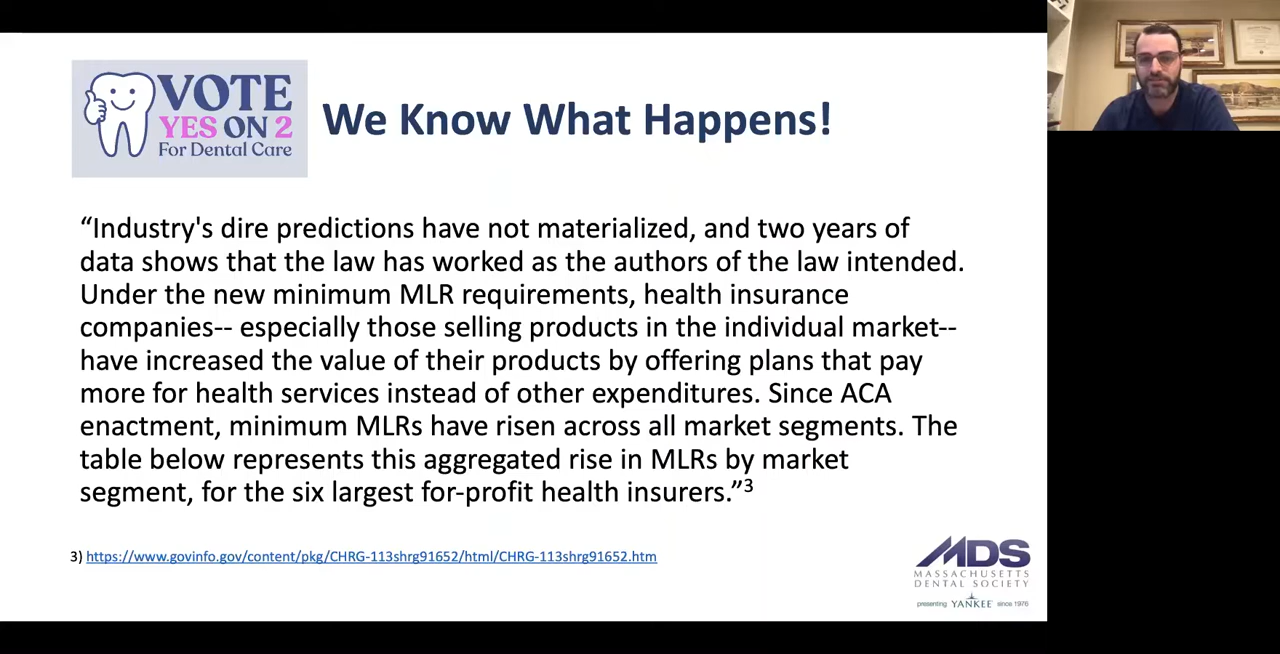 VOTE
YES ON 2
For Dental Care
We Know What Happens!
“Industry's dire predictions have not materialized, and two years of
data shows that the law has worked as the authors of the law intended.
Under the new minimum MLR requirements, health insurance
companies-- especially those selling products in the individual market--
have increased the value of their products by offering plans that pay
more for health services instead of other expenditures. Since ACA
enactment, minimum MLRs have risen across all market segments. The
table below represents this aggregated rise in MLRs by market
segment, for the six largest for-profit health insurers.”3
3) https://www.govinfo.gov/content/pkg/CHRG-113shrg91652/html/CHRG-113shrg91652.htm
MDS
MASSACHUSETTS
DENTAL SOCIETY
presenting YANKEE since 1976